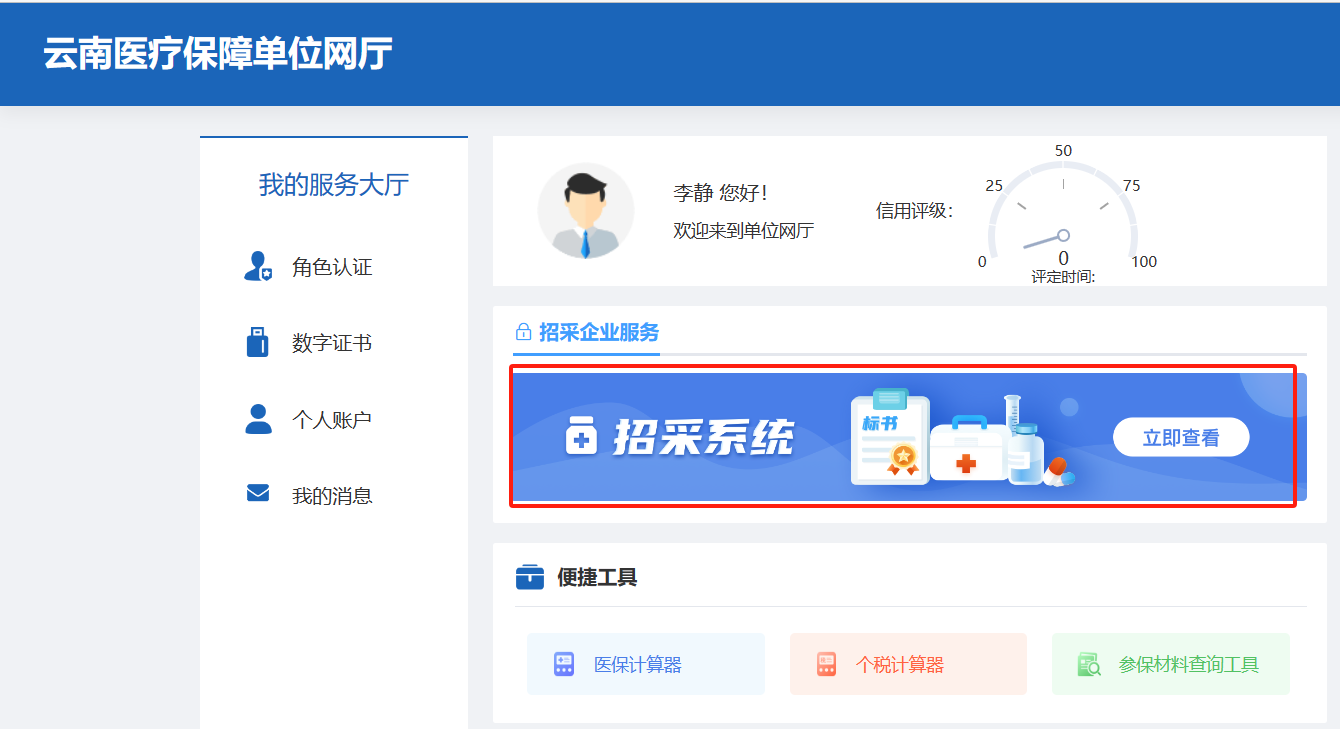 云南医疗保障单位网厅
我的服务大厅
角色认证
数字证书
个人账户
我的消息
李静 您好！
欢迎来到单位网厅
信用评级：
0
25
50
75
100
0
评定时间:
招采企业服务
招采系统
标书
立即查看
便捷工具
医保计算器
个税计算器
参保材料查询工具